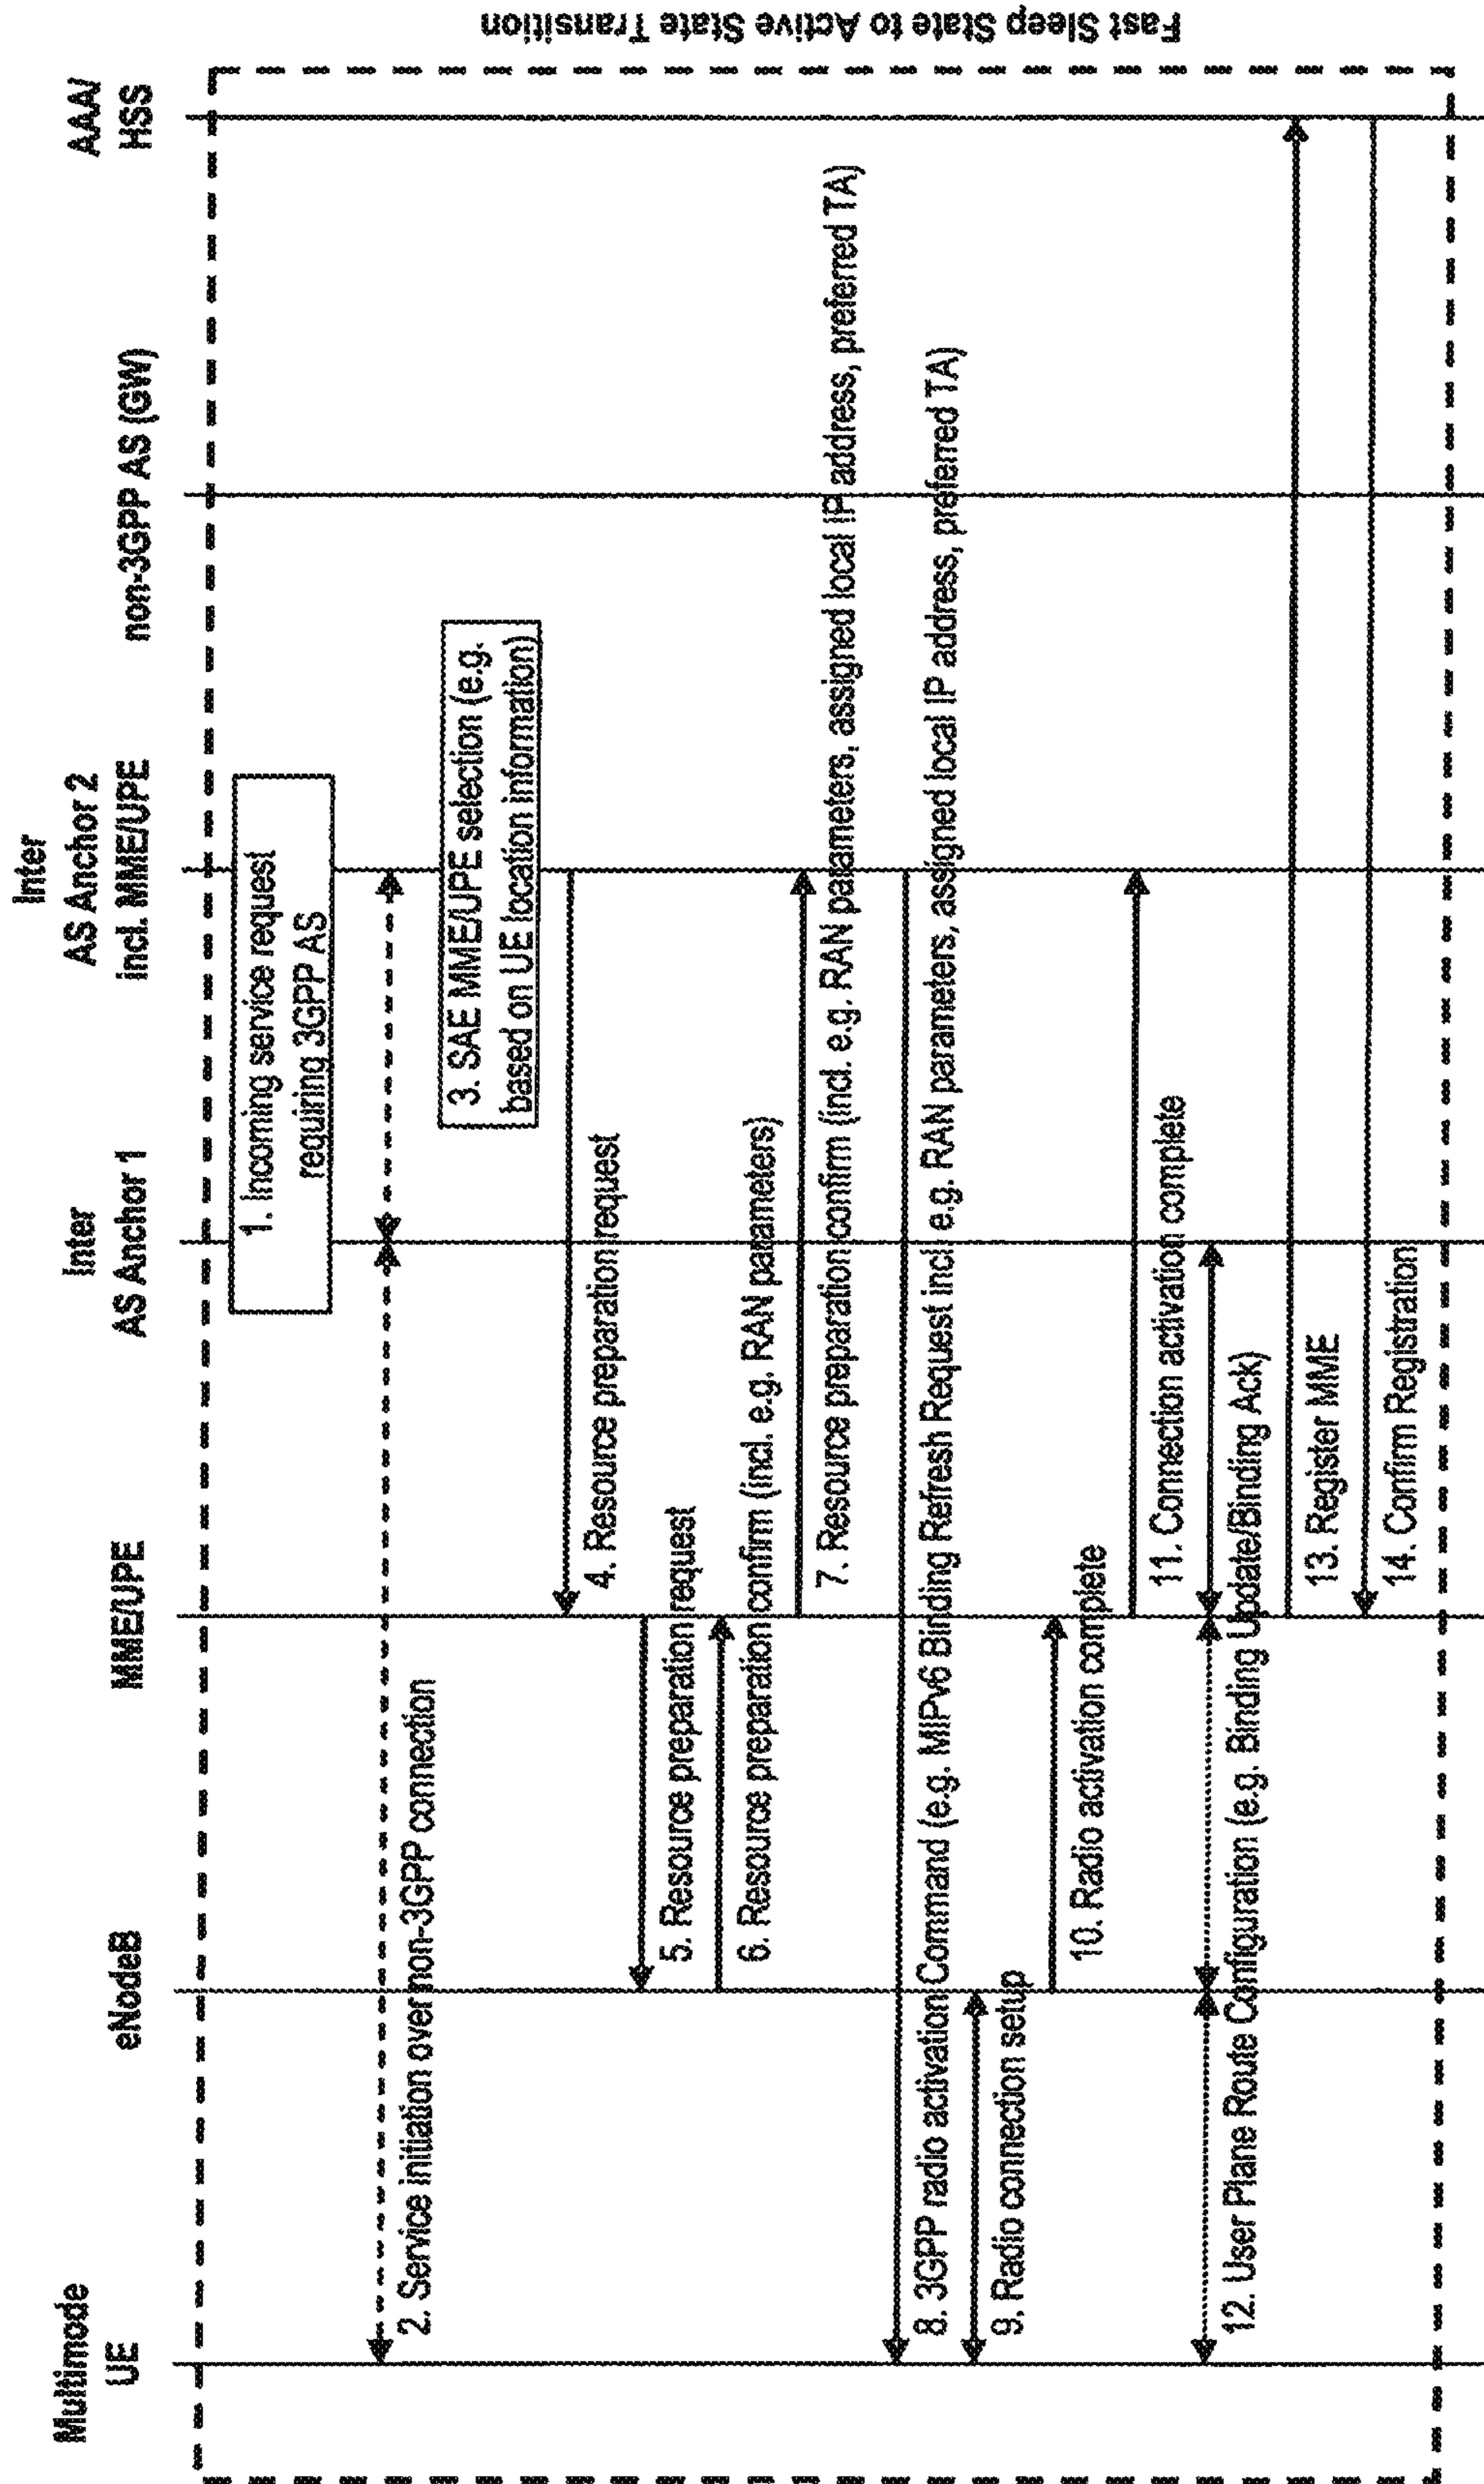 Multimode
UE
eNodeB
MME/UPE
Inter
AS Anchor 1
Inter
AS Anchor 2
incl. MME/UPE
non-3GPP AS (GW)
AAA/
HSS
1. Incoming service request
requiring 3GPP AS
2. Service initiation over non-3GPP connection
3. SAE MME/UPE selection (e.g.
based on UE location information)
4. Resource preparation request
5. Resource preparation request
6. Resource preparation confirm (incl. e.g. RAN parameters)
7. Resource preparation confirm (incl. e.g. RAN parameters, assigned local IP address, preferred TA)
8. 3GPP radio activation Command (e.g. MIPv6 Binding Refresh Request incl. e.g. RAN parameters, assigned local IP address, preferred TA)
9. Radio connection setup
10. Radio activation complete
11. Connection activation complete
12. User Plane Route Configuration (e.g. Binding Update/Binding Ack)
13. Register MME
14. Confirm Registration
Fast Sleep State to Active State Transition